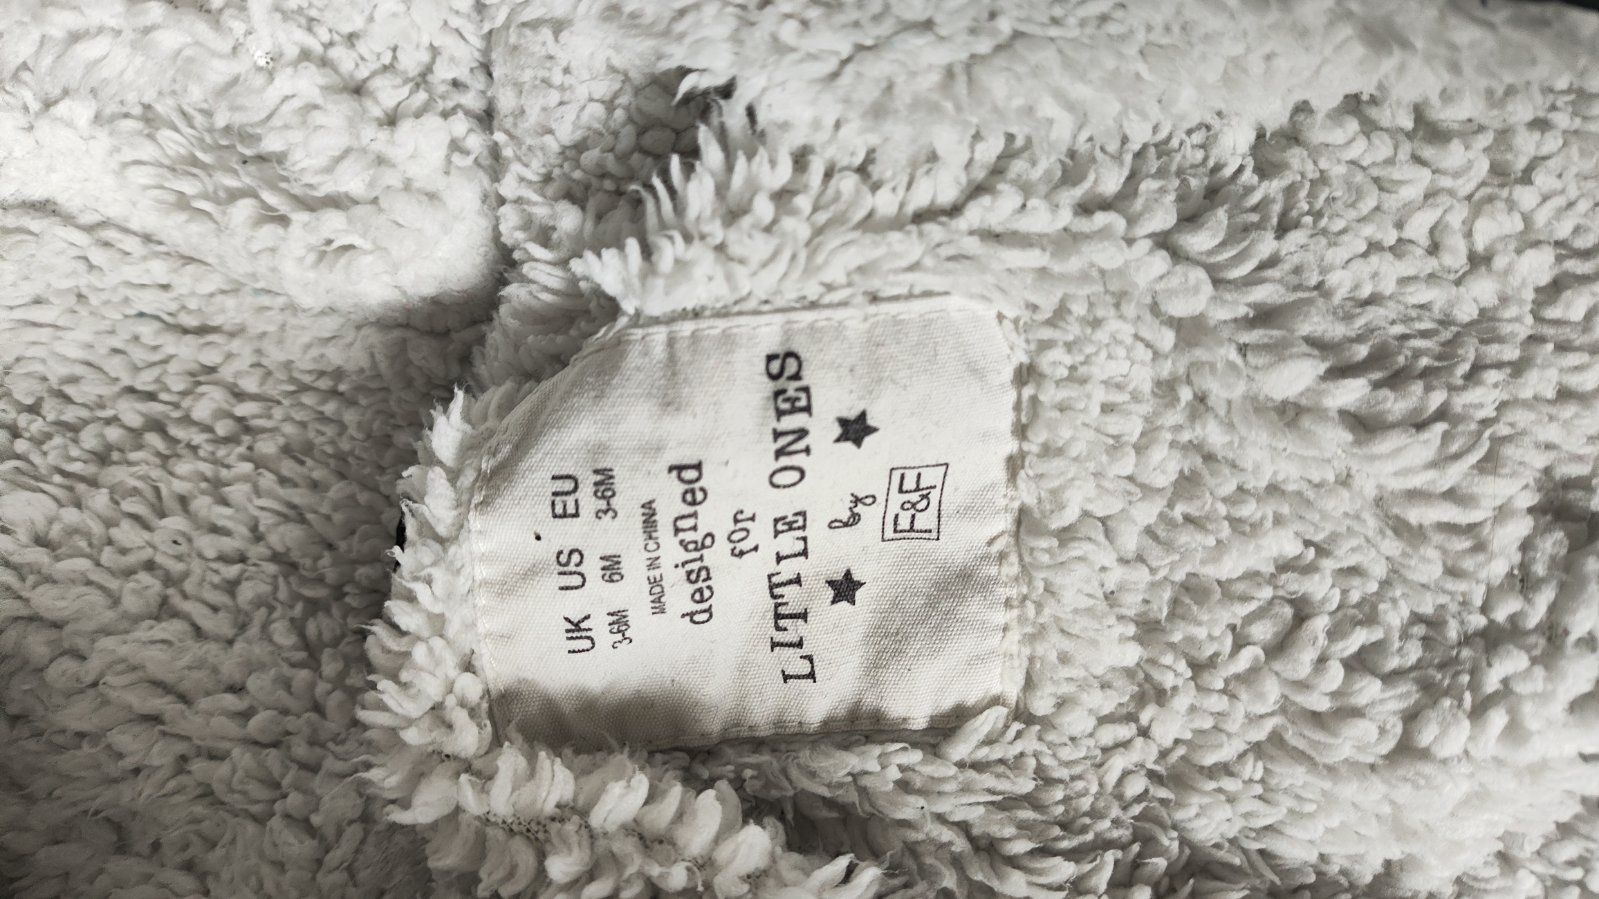 UK US EU
3-6M 6M 3-6M
MADE IN CHINA
designed
for
LITTLE ONES
★ by ★
F&F